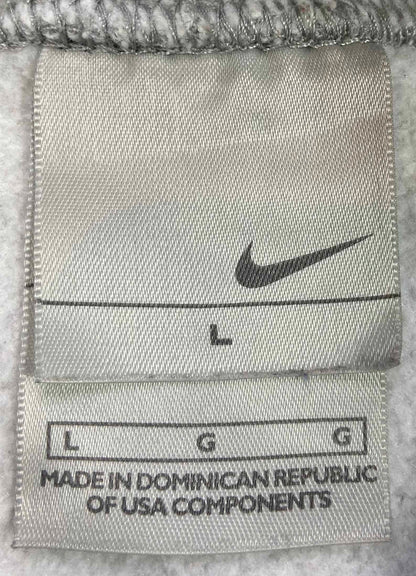 L
L G G
MADE IN DOMINICAN REPUBLIC
OF USA COMPONENTS